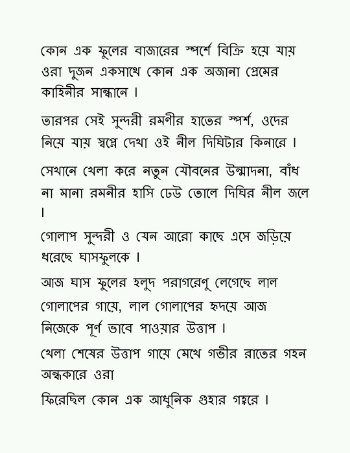 কোন এক ফুলের বাজারের স্পর্শে বিক্রি হয়ে যায়
ওরা দুজন একসাথে কোন এক অজানা প্রেমের
কাহিনীর সান্ধানে ।
তারপর সেই সুন্দরী রমণীর হাতের স্পর্শ, ওদের
নিয়ে যায় স্বপ্নে দেখা ওই নীল দিঘিটার কিনারে ।
সেখানে খেলা করে নতুন যৌবনের উন্মাদনা, বাঁধ
না মানা রমনীর হাসি ঢেউ তোলে দিঘির নীল জলে
।
গোলাপ সুন্দরী ও যেন আরো কাছে এসে জড়িয়ে
ধরেছে ঘাসফুলকে ।
আজ ঘাস ফুলের হলুদ পরাগরেণু লেগেছে লাল
গোলাপের গায়ে, লাল গোলাপের হৃদয়ে আজ
নিজেকে পূর্ণ ভাবে পাওয়ার উত্তাপ ।
খেলা শেষের উত্তাপ গায়ে মেখে গভীর রাতের গহন
অন্ধকারে ওরা
ফিরেছিল কোন এক আধুনিক গুহার গহ্বরে ।